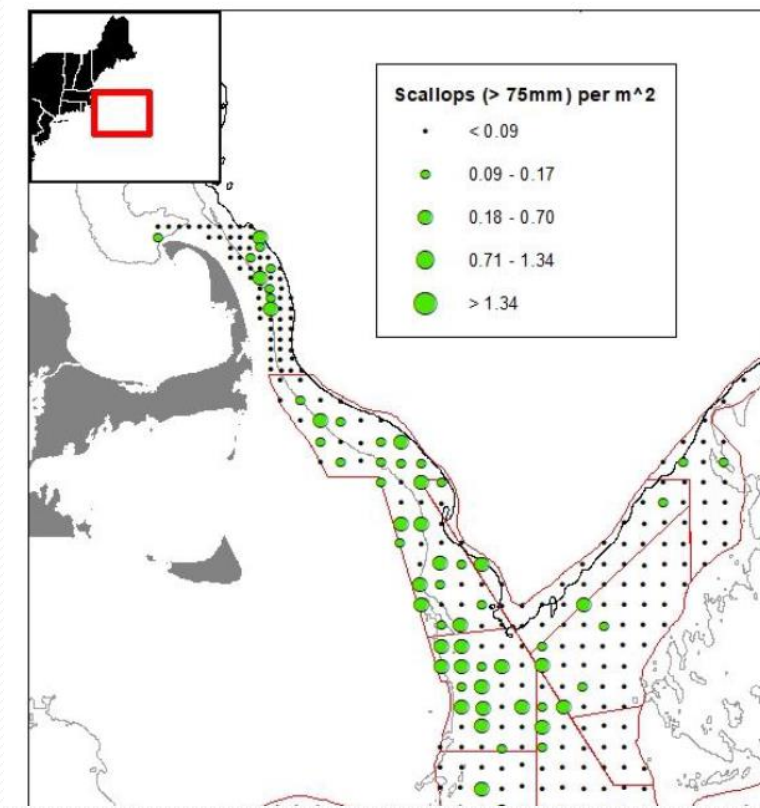 Scallops (> 75mm) per m^2
< 0.09
0.09 - 0.17
0.18 - 0.70
0.71 - 1.34
> 1.34